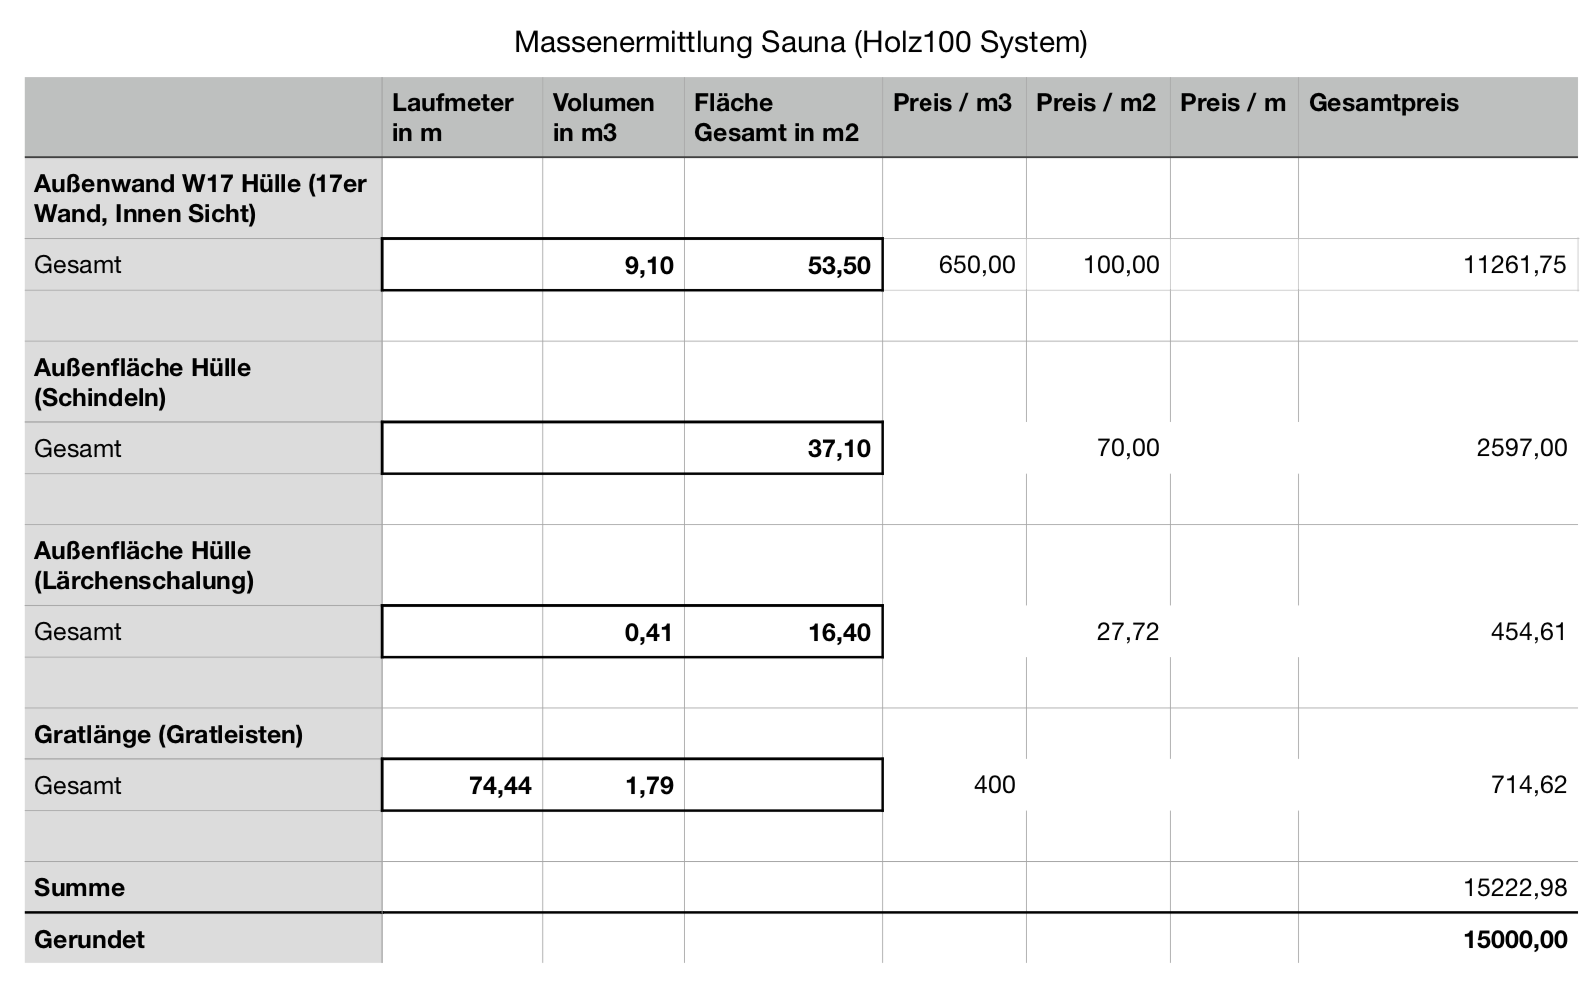 Massenermittlung Sauna (Holz100 System)
Laufmeter in m Volumen in m3 Fläche Gesamt in m2 Preis / m3 Preis / m2 Preis / m Gesamtpreis
Außenwand W17 Hülle (17er
Wand, Innen Sicht)
Gesamt 9,10 53,50 650,00 100,00 11261,75
Außenfläche Hülle
(Schindeln)
Gesamt 37,10 70,00 2597,00
Außenfläche Hülle
(Lärchenschalung)
Gesamt 0,41 16,40 27,72 454,61
Gratlänge (Gratleisten)
Gesamt 74,44 1,79 400 714,62
Summe 15222,98
Gerundet 15000,00